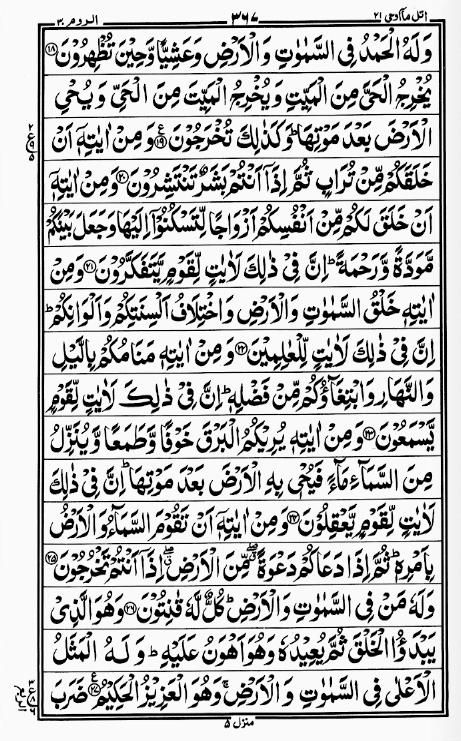 اتل مآ اوحی ۲۱ ۳۶۷ الروم ۳۰
وَلَهُ الْحَمْدُ فِی السَّمٰوٰتِ وَ الْاَرْضِ وَعَشِیًّا وَّحِیْنَ تُظْهِرُوْنَ ۱۸
یُخْرِجُ الْحَیَّ مِنَ الْمَیِّتِ وَ یُخْرِجُ الْمَیِّتَ مِنَ الْحَیِّ وَ یُـحْیِ
الْاَرْضَ بَعْدَ مَوْتِهَا ؕ وَ كَذٰلِكَ تُخْرَجُوْنَ ۱۹ ع وَ مِنْ اٰیٰتِهٖۤ اَنْ
خَلَقَكُمْ مِّنْ تُرَابٍ ثُمَّ اِذَاۤ اَنْتُمْ بَشَرٌ تَنْتَشِرُوْنَ ۲۰ وَ مِنْ اٰیٰتِهٖۤ
اَنْ خَلَقَ لَكُمْ مِّنْ اَنْفُسِكُمْ اَزْوَاجًا لِّتَسْكُنُوْۤا اِلَیْهَا وَ جَعَلَ بَیْنَكُمْ
مَّوَدَّةً وَّ رَحْمَةً ؕ اِنَّ فِیْ ذٰلِكَ لَاٰیٰتٍ لِّقَوْمٍ یَّتَفَكَّرُوْنَ ۲۱ وَ مِنْ
اٰیٰتِهٖ خَلْقُ السَّمٰوٰتِ وَ الْاَرْضِ وَ اخْتِلَافُ اَلْسِنَتِكُمْ وَ اَلْوَانِكُمْ ؕ
اِنَّ فِیْ ذٰلِكَ لَاٰیٰتٍ لِّلْعٰلِمِیْنَ ۲۲ وَ مِنْ اٰیٰتِهٖ مَنَامُكُمْ بِالَّیْلِ
وَ النَّهَارِ وَ ابْتِغَآؤُكُمْ مِّنْ فَضْلِهٖ ؕ اِنَّ فِیْ ذٰلِكَ لَاٰیٰتٍ لِّقَوْمٍ
یَّسْمَعُوْنَ ۲۳ وَ مِنْ اٰیٰتِهٖ یُرِیْكُمُ الْبَرْقَ خَوْفًا وَّ طَمَعًا وَّ یُنَزِّلُ
مِنَ السَّمَآءِ مَآءً فَیُحْیٖ بِهِ الْاَرْضَ بَعْدَ مَوْتِهَا ؕ اِنَّ فِیْ ذٰلِكَ
لَاٰیٰتٍ لِّقَوْمٍ یَّعْقِلُوْنَ ۲۴ وَ مِنْ اٰیٰتِهٖۤ اَنْ تَقُوْمَ السَّمَآءُ وَ الْاَرْضُ
بِاَمْرِهٖ ؕ ثُمَّ اِذَا دَعَاكُمْ دَعْوَةً ۖۗ مِّنَ الْاَرْضِ ۖۗ اِذَاۤ اَنْتُمْ تَخْرُجُوْنَ ۲۵
وَ لَهٗ مَنْ فِی السَّمٰوٰتِ وَ الْاَرْضِ ؕ كُلٌّ لَّهٗ قٰنِتُوْنَ ۲۶ وَ هُوَ الَّذِیْ
یَبْدَؤُا الْخَلْقَ ثُمَّ یُعِیْدُهٗ وَ هُوَ اَهْوَنُ عَلَیْهِ ؕ وَ لَـهُ الْمَثَلُ
الْاَعْلٰی فِی السَّمٰوٰتِ وَ الْاَرْضِ ۚ وَ هُوَ الْعَزِیْزُ الْحَكِیْمُ ۲۷ ع ضَرَبَ
منزل ۵